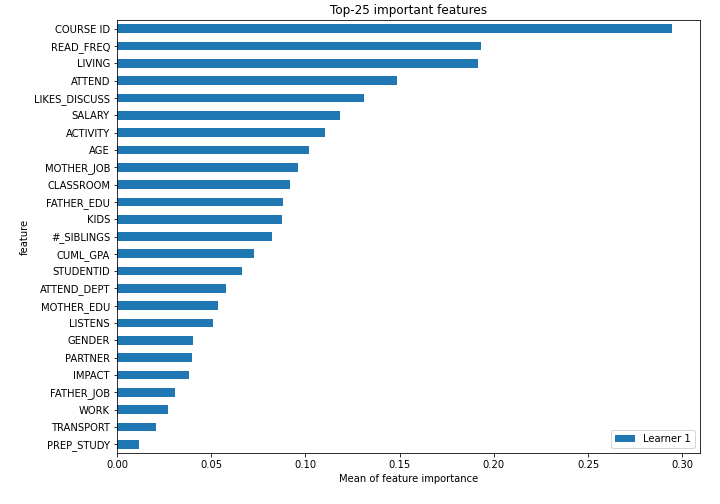 Top-25 important features
COURSE ID
READ_FREQ
LIVING
ATTEND
LIKES_DISCUSS
SALARY
ACTIVITY
AGE
MOTHER_JOB
CLASSROOM
FATHER_EDU
KIDS
#_SIBLINGS
CUML_GPA
STUDENTID
ATTEND_DEPT
MOTHER_EDU
LISTENS
GENDER
PARTNER
IMPACT
FATHER_JOB
WORK
TRANSPORT
PREP_STUDY
feature
Learner 1
0.00 0.05 0.10 0.15 0.20 0.25 0.30
Mean of feature importance